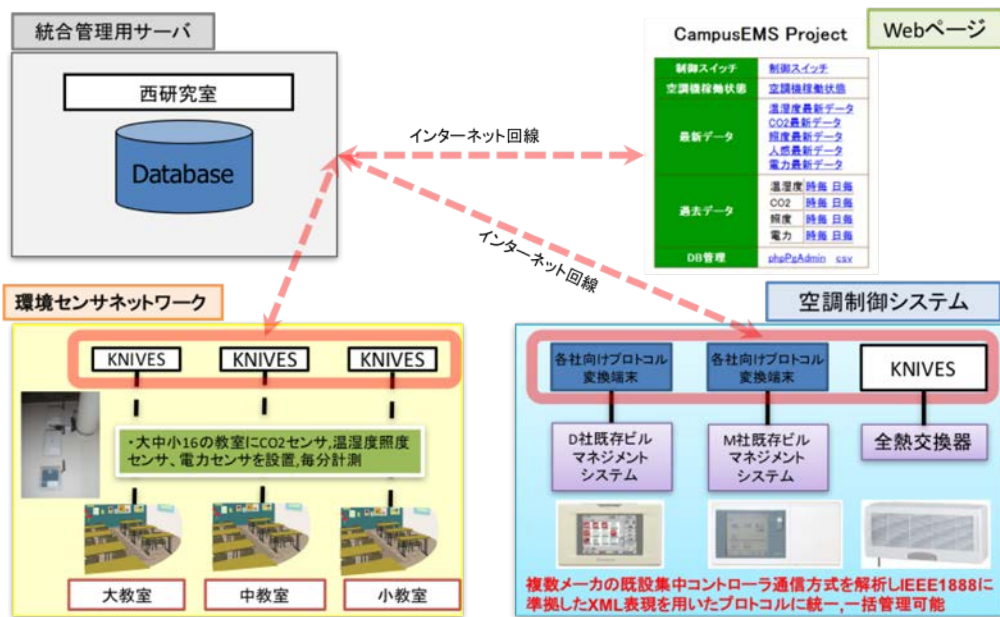 統合管理用サーバ
西研究室
Database
インターネット回線
インターネット回線
Webページ
CampusEMS Project
制御スイッチ 制御スイッチ
空調機稼働状態 空調機稼働状態
最新データ
温湿度最新データ
CO2最新データ
照度最新データ
人感最新データ
電力最新データ
過去データ
温湿度 時毎 日毎
CO2 時毎 日毎
照度 時毎 日毎
電力 時毎 日毎
DB管理 phpPgAdmin csv
環境センサネットワーク
KNIVES
KNIVES
KNIVES
・大中小16の教室にCO2センサ,温湿度照度
センサ、電力センサを設置,毎分計測
大教室
中教室
小教室
空調制御システム
各社向けプロトコル
変換端末
各社向けプロトコル
変換端末
KNIVES
D社既存ビル
マネジメント
システム
M社既存ビル
マネジメント
システム
全熱交換器
複数メーカの既設集中コントローラ通信方式を解析しIEEE1888に
準拠したXML表現を用いたプロトコルに統一,一括管理可能